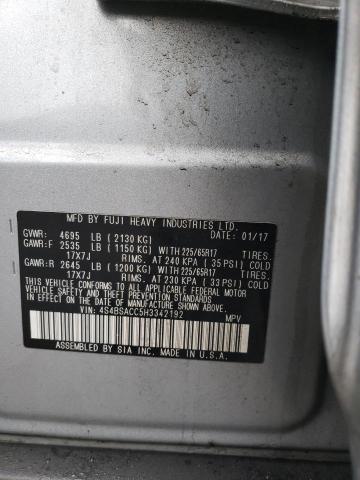 MFD BY FUJI HEAVY INDUSTRIES LTD.
GVWR: 4695 LB (2130 KG) DATE: 01/17
GAWR:F 2535 LB (1150 KG) WITH 225/65R17 TIRES.
17X7J RIMS. AT 240 KPA (35 PSI) COLD
GAWR:R 2645 LB (1200 KG) WITH 225/65R17 TIRES.
17X7J RIMS. AT 230 KPA (33 PSI) COLD
THIS VEHICLE CONFORMS TO ALL APPLICABLE FEDERAL MOTOR
VEHICLE SAFETY AND THEFT PREVENTION STANDARDS IN EFFECT
ON THE DATE OF MANUFACTURE SHOWN ABOVE.
VIN: 4S4BSACC5H3342192 MPV
ASSEMBLED BY SIA INC. MADE IN U.S.A.